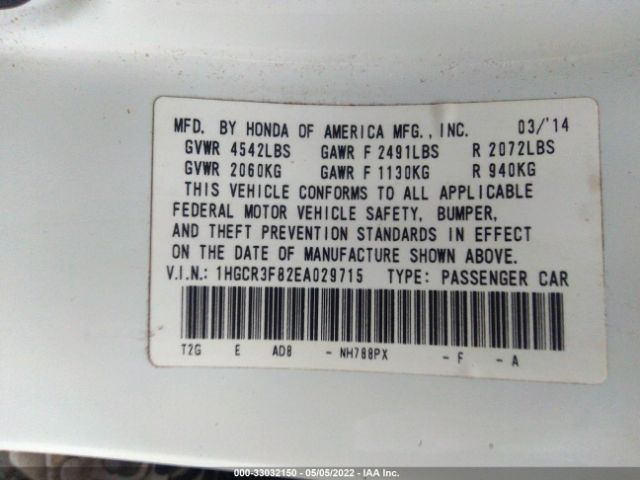 MFD. BY HONDA OF AMERICA MFG., INC. 03/'14
GVWR 4542LBS GAWR F 2491LBS R 2072LBS
GVWR 2060KG GAWR F 1130KG R 940KG
THIS VEHICLE CONFORMS TO ALL APPLICABLE
FEDERAL MOTOR VEHICLE SAFETY, BUMPER,
AND THEFT PREVENTION STANDARDS IN EFFECT
ON THE DATE OF MANUFACTURE SHOWN ABOVE.
V.I.N.: 1HGCR3F82EA029715 TYPE: PASSENGER CAR
T2G E AD8 - NH788PX - F - A
000-33032150 - 05/05/2022 - IAA Inc.